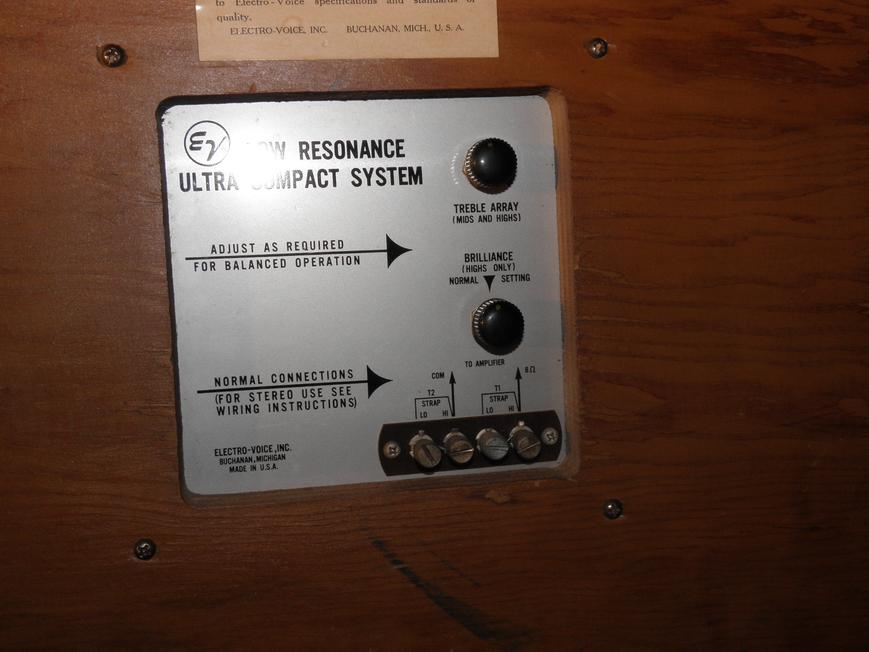 to Electro-Voice specifications and standards of
quality.
ELECTRO-VOICE, INC. BUCHANAN, MICH., U. S. A.
EV
LOW RESONANCE
ULTRA COMPACT SYSTEM
TREBLE ARRAY
(MIDS AND HIGHS)
ADJUST AS REQUIRED
FOR BALANCED OPERATION
BRILLIANCE
(HIGHS ONLY)
NORMAL SETTING
TO AMPLIFIER
COM 8Ω
NORMAL CONNECTIONS
(FOR STEREO USE SEE
WIRING INSTRUCTIONS)
T2 T1
STRAP STRAP
LO HI LO HI
ELECTRO-VOICE, INC.
BUCHANAN, MICHIGAN
MADE IN U.S.A.